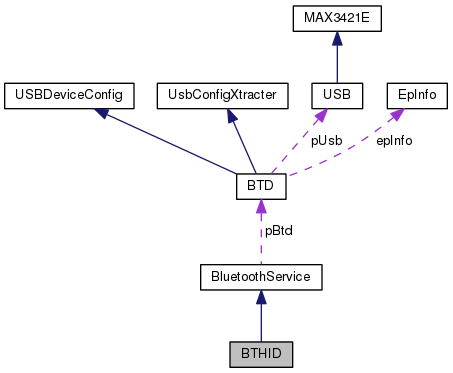 MAX3421E
USBDeviceConfig
UsbConfigXtracter
USB
EpInfo
pUsb
epInfo
BTD
pBtd
BluetoothService
BTHID